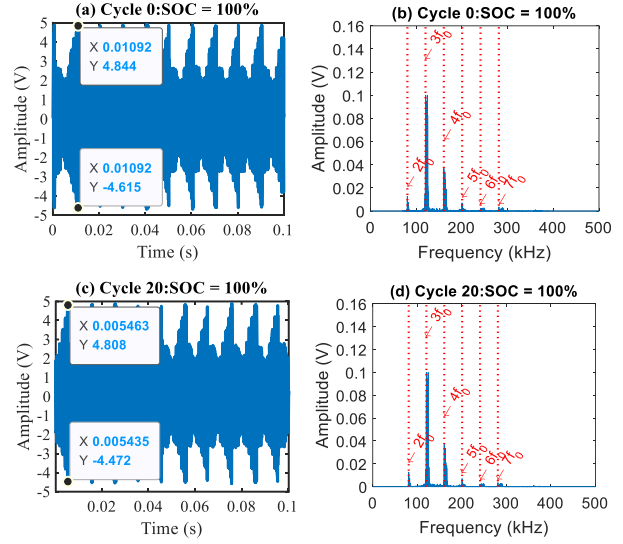 (a) Cycle 0:SOC = 100%
5
4
3
2
1
0
-1
-2
-3
-4
-5
Amplitude (V)
X 0.01092
Y 4.844
X 0.01092
Y -4.615
0
0.02
0.04
0.06
0.08
0.1
Time (s)
(b) Cycle 0:SOC = 100%
0.16
0.14
0.12
0.1
0.08
0.06
0.04
0.02
0
Amplitude (V)
2f0
3f0
4f0
5f0
6f0
7f0
0
100
200
300
400
500
Frequency (kHz)
(c) Cycle 20:SOC = 100%
5
4
3
2
1
0
-1
-2
-3
-4
-5
Amplitude (V)
X 0.005463
Y 4.808
X 0.005435
Y -4.472
0
0.02
0.04
0.06
0.08
0.1
Time (s)
(d) Cycle 20:SOC = 100%
0.16
0.14
0.12
0.1
0.08
0.06
0.04
0.02
0
Amplitude (V)
2f0
3f0
4f0
5f0
6f0
7f0
0
100
200
300
400
500
Frequency (kHz)